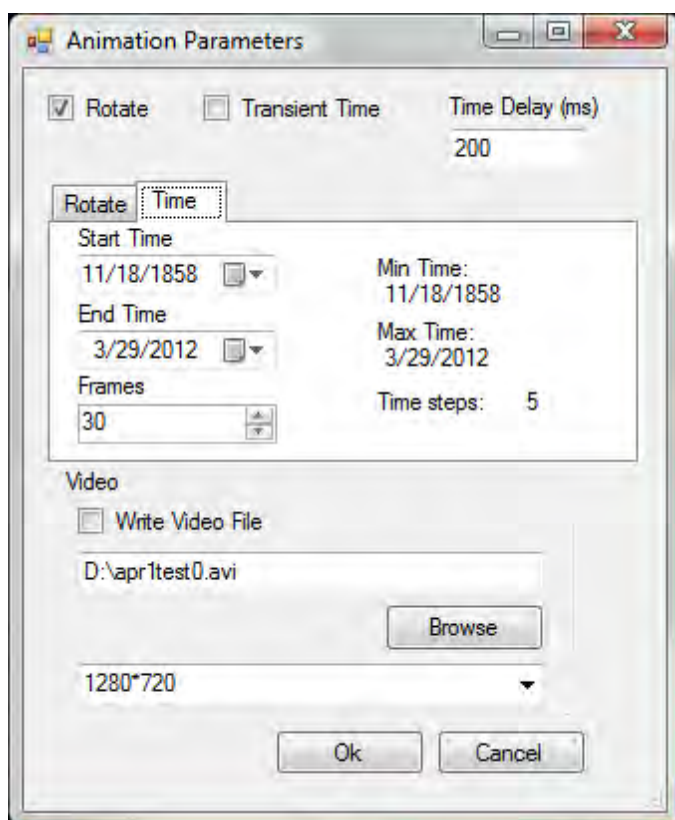 Animation Parameters
Rotate Transient Time Time Delay (ms)
200
Rotate Time
Start Time
11/18/1858
End Time
3/29/2012
Frames
30
Min Time:
11/18/1858
Max Time:
3/29/2012
Time steps: 5
Video
Write Video File
D:\apr1test0.avi
Browse
1280*720
Ok Cancel